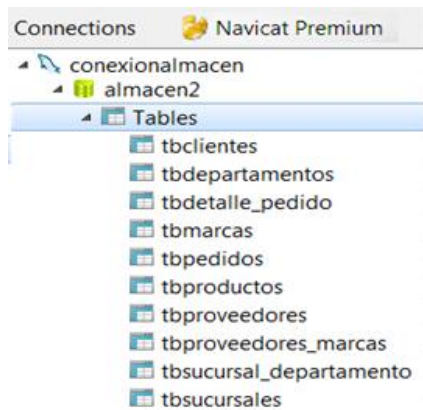 Connections Navicat Premium
conexionalmacen
almacen2
Tables
tbclientes
tbdepartamentos
tbdetalle_pedido
tbmarcas
tbpedidos
tbproductos
tbproveedores
tbproveedores_marcas
tbsucursal_departamento
tbsucursales